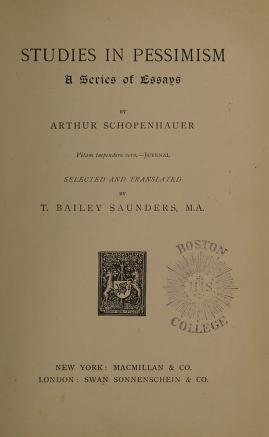 STUDIES IN PESSIMISM
A Series of Essays
BY
ARTHUR SCHOPENHAUER
Vitam impendere vero.—JUVENAL
SELECTED AND TRANSLATED
BY
T. BAILEY SAUNDERS, M.A.
BOSTON
IHS
COLLEGE
NEW YORK: MACMILLAN & CO.
LONDON: SWAN SONNENSCHEIN & CO.